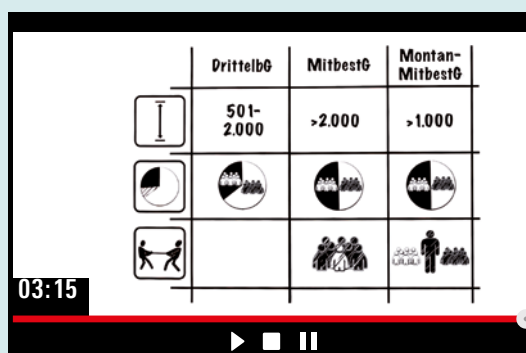 DrittelbG MitbestG Montan-
MitbestG
501-
2.000 >2.000 >1.000
03:15